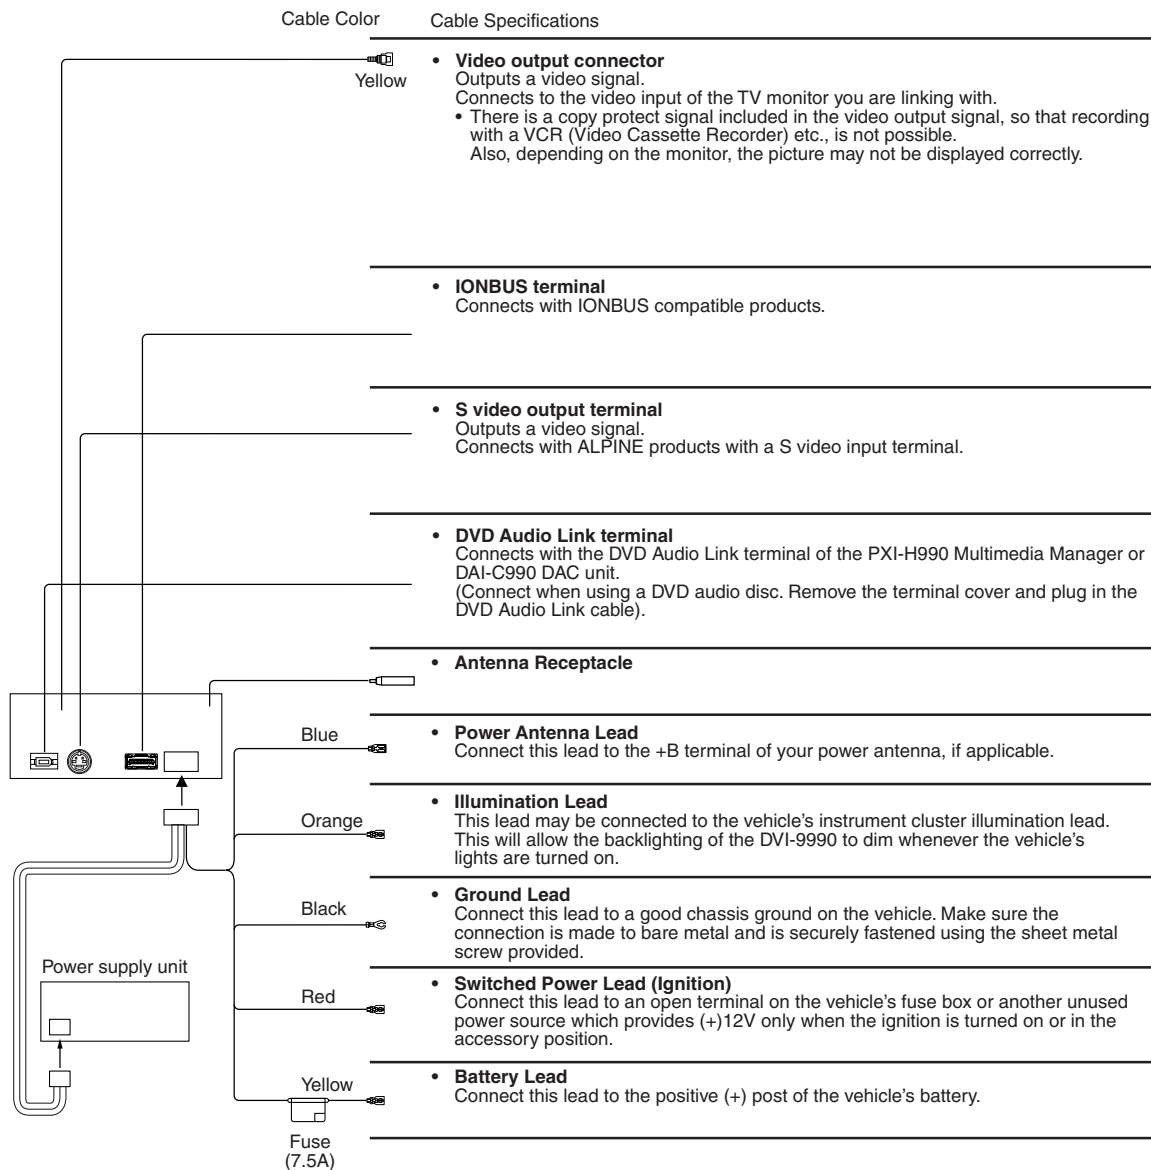 Cable Color Cable Specifications
Yellow
• Video output connector
Outputs a video signal.
Connects to the video input of the TV monitor you are linking with.
• There is a copy protect signal included in the video output signal, so that recording
with a VCR (Video Cassette Recorder) etc., is not possible.
Also, depending on the monitor, the picture may not be displayed correctly.
• IONBUS terminal
Connects with IONBUS compatible products.
• S video output terminal
Outputs a video signal.
Connects with ALPINE products with a S video input terminal.
• DVD Audio Link terminal
Connects with the DVD Audio Link terminal of the PXI-H990 Multimedia Manager or
DAI-C990 DAC unit.
(Connect when using a DVD audio disc. Remove the terminal cover and plug in the
DVD Audio Link cable).
• Antenna Receptacle
Blue
• Power Antenna Lead
Connect this lead to the +B terminal of your power antenna, if applicable.
Orange
• Illumination Lead
This lead may be connected to the vehicle’s instrument cluster illumination lead.
This will allow the backlighting of the DVI-9990 to dim whenever the vehicle’s
lights are turned on.
Black
• Ground Lead
Connect this lead to a good chassis ground on the vehicle. Make sure the
connection is made to bare metal and is securely fastened using the sheet metal
screw provided.
Power supply unit
Red
• Switched Power Lead (Ignition)
Connect this lead to an open terminal on the vehicle’s fuse box or another unused
power source which provides (+)12V only when the ignition is turned on or in the
accessory position.
Yellow
• Battery Lead
Connect this lead to the positive (+) post of the vehicle’s battery.
Fuse
(7.5A)